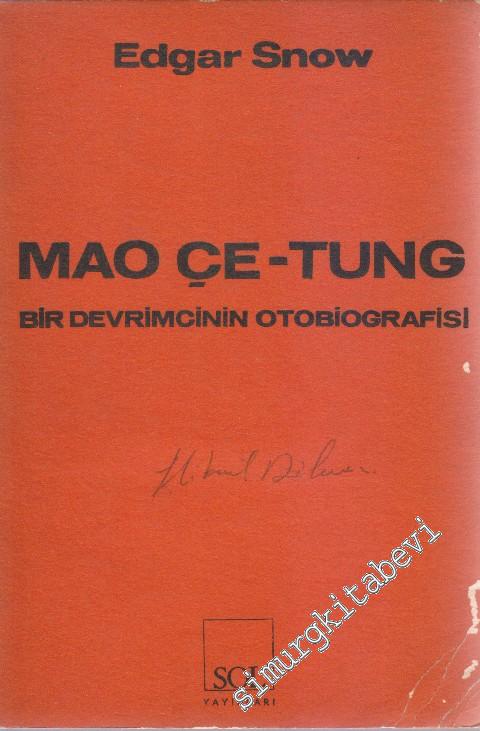 Edgar Snow
MAO ÇE-TUNG
BİR DEVRİMCİNİN OTOBİOGRAFİSİ
SOL
YAYINLARI
simurgkitabevi